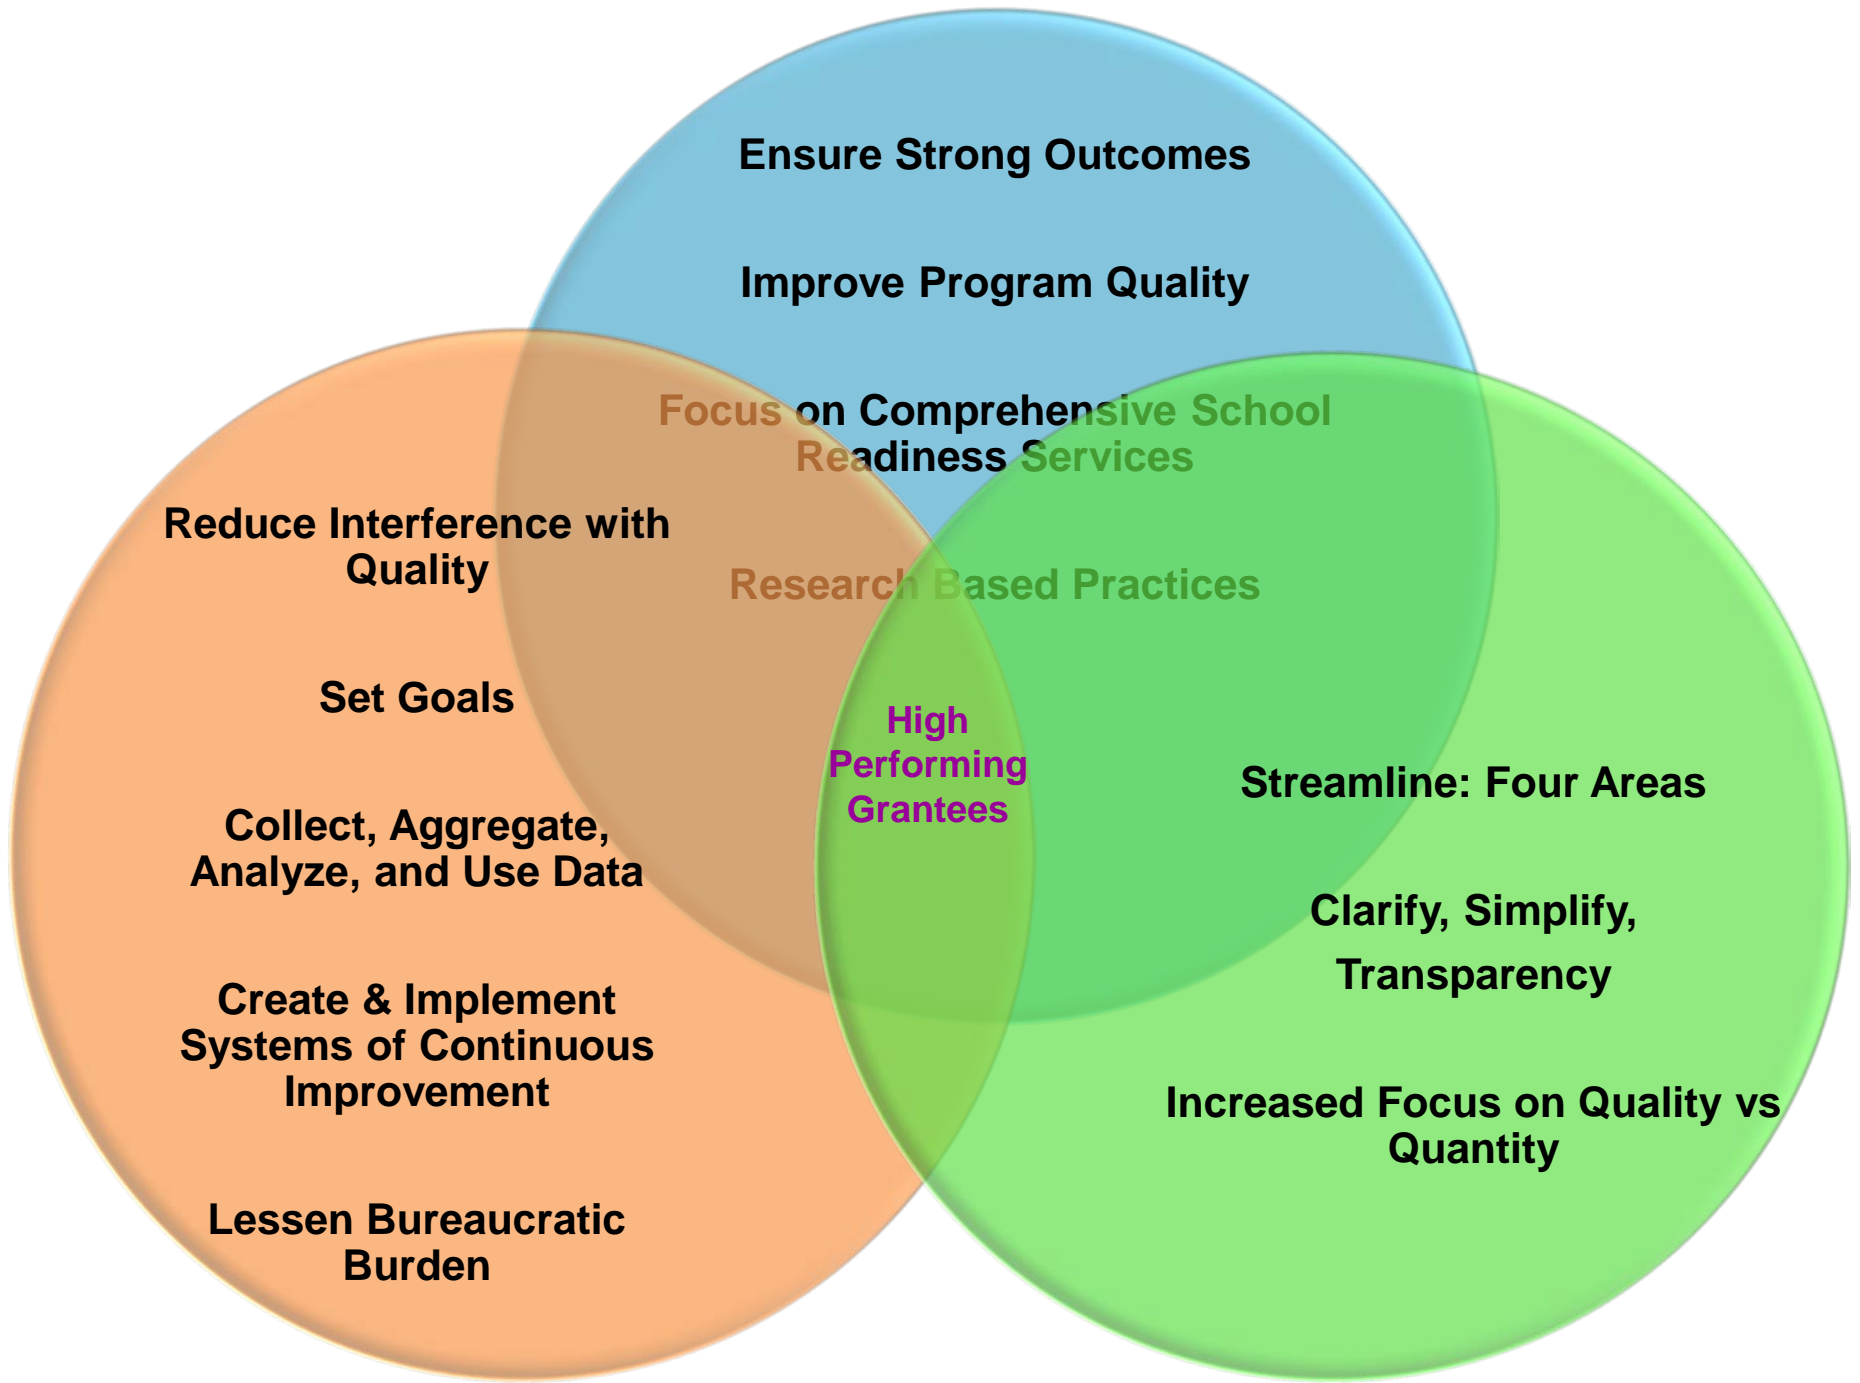 Ensure Strong Outcomes
Improve Program Quality
Focus on Comprehensive School
Readiness Services
Research Based Practices
Reduce Interference with
Quality
Set Goals
Collect, Aggregate,
Analyze, and Use Data
Create & Implement
Systems of Continuous
Improvement
Lessen Bureaucratic
Burden
High
Performing
Grantees
Streamline: Four Areas
Clarify, Simplify,
Transparency
Increased Focus on Quality vs
Quantity